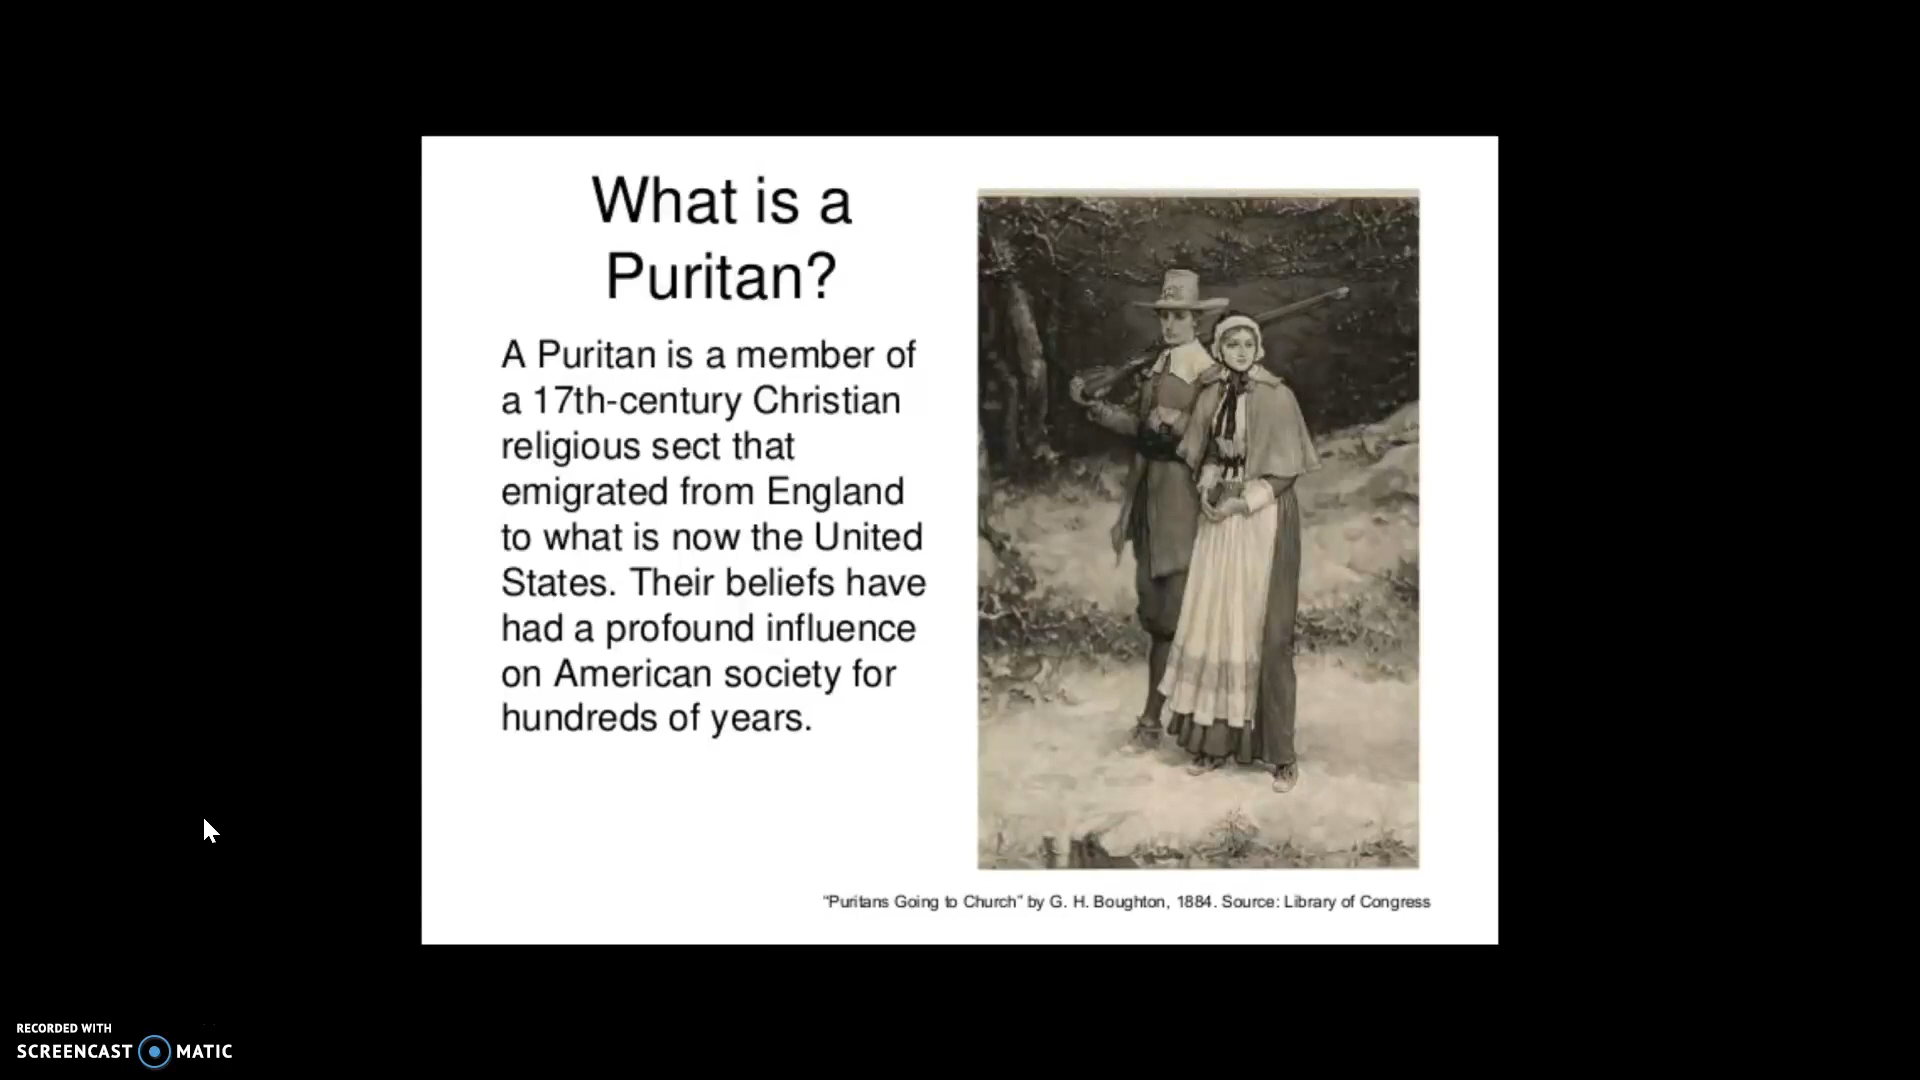 What is a
Puritan?
A Puritan is a member of
a 17th-century Christian
religious sect that
emigrated from England
to what is now the United
States. Their beliefs have
had a profound influence
on American society for
hundreds of years.
"Puritans Going to Church" by G. H. Boughton, 1884. Source: Library of Congress
RECORDED WITH
SCREENCAST MATIC